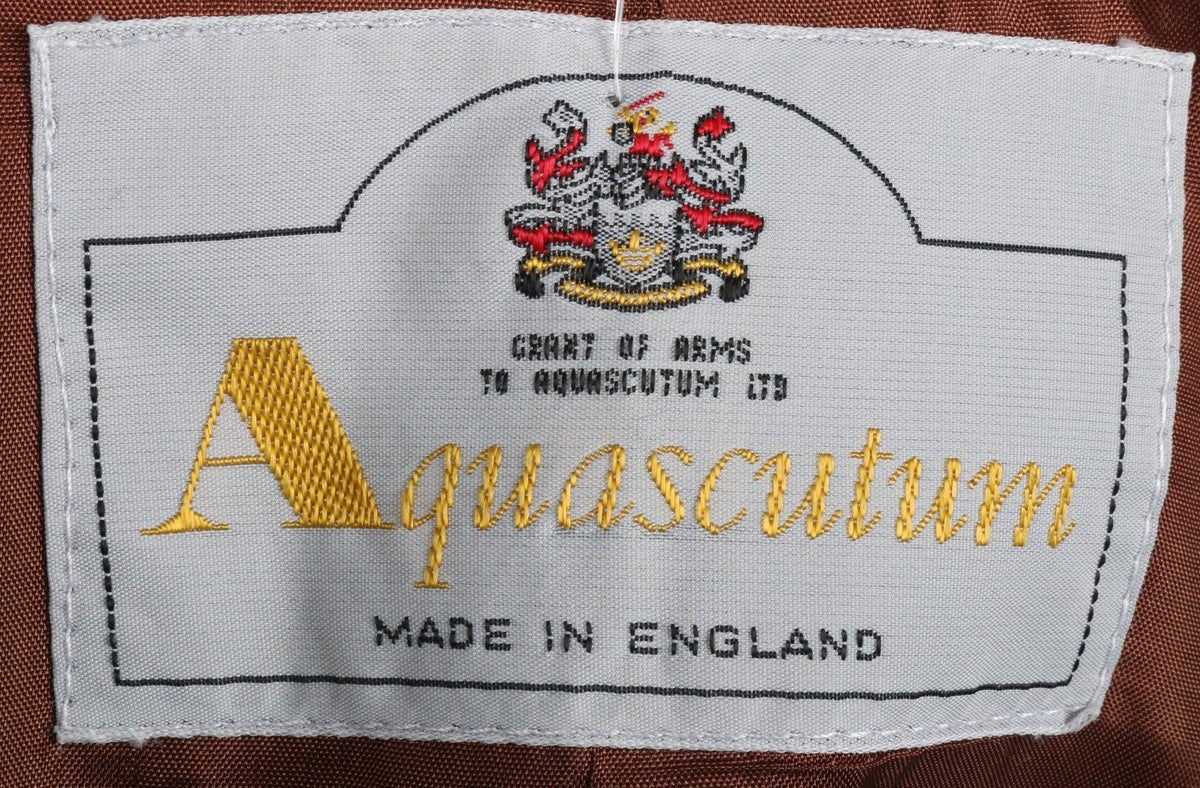 GRANT OF ARMS
TO AQUASCUTUM LTD
Aquascutum
MADE IN ENGLAND